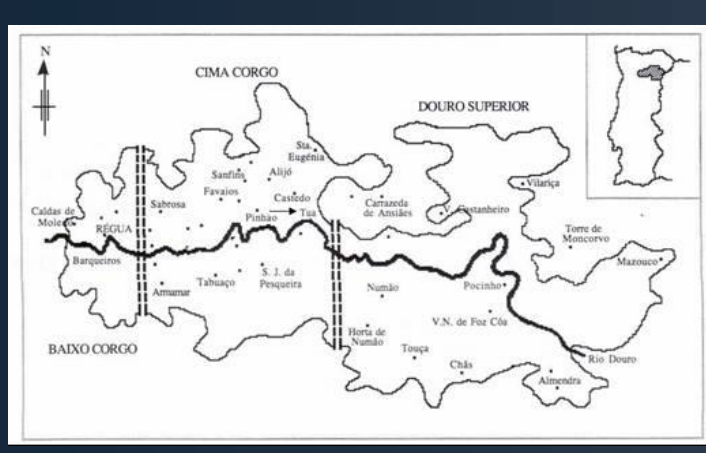 N
CIMA CORGO
DOURO SUPERIOR
Sta.
Eugénia
Sanfins
Alijó
Favaios
Castedo
Carrazeda
de Ansiães
Vilariça
V. Castanheiro
Sabrosa
Caldas de
Pinhão
Tua
RÉGUA
Torre de
Moncorvo
Barqueiros
Mazouco
Armamar
Tabuaço
S. J. da
Pesqueira
Numão
Pocinho
V.N. de Foz Côa
BAIXO CORGO
Horta de
Numão
Touça
Chãs
Rio Douro
Almendra